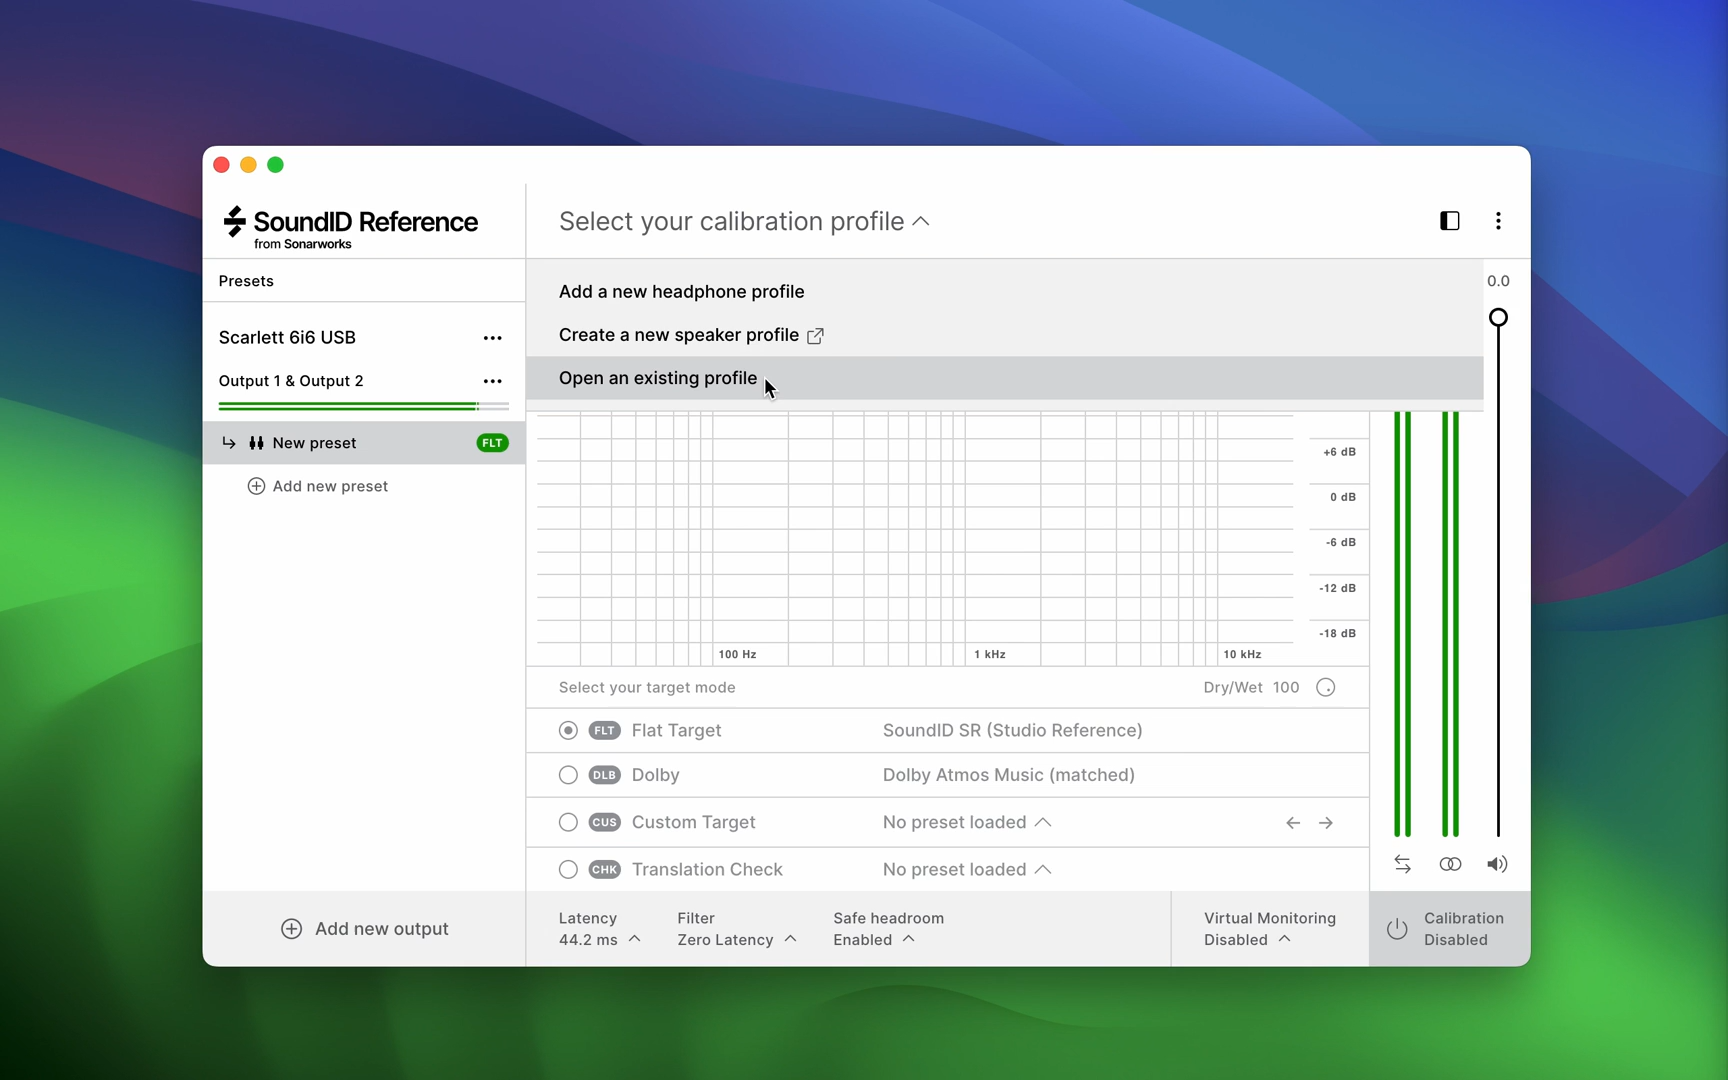 SoundID Reference
from Sonarworks
Select your calibration profile
Presets
Scarlett 6i6 USB
Output 1 & Output 2
New preset
FLT
Add new preset
Add new output
Add a new headphone profile
Create a new speaker profile
Open an existing profile
0.0
+6 dB
0 dB
-6 dB
-12 dB
-18 dB
100 Hz
1 kHz
10 kHz
Select your target mode
Dry/Wet 100
FLT Flat Target SoundID SR (Studio Reference)
DLB Dolby Dolby Atmos Music (matched)
CUS Custom Target No preset loaded
CHK Translation Check No preset loaded
Latency
44.2 ms
Filter
Zero Latency
Safe headroom
Enabled
Virtual Monitoring
Disabled
Calibration
Disabled